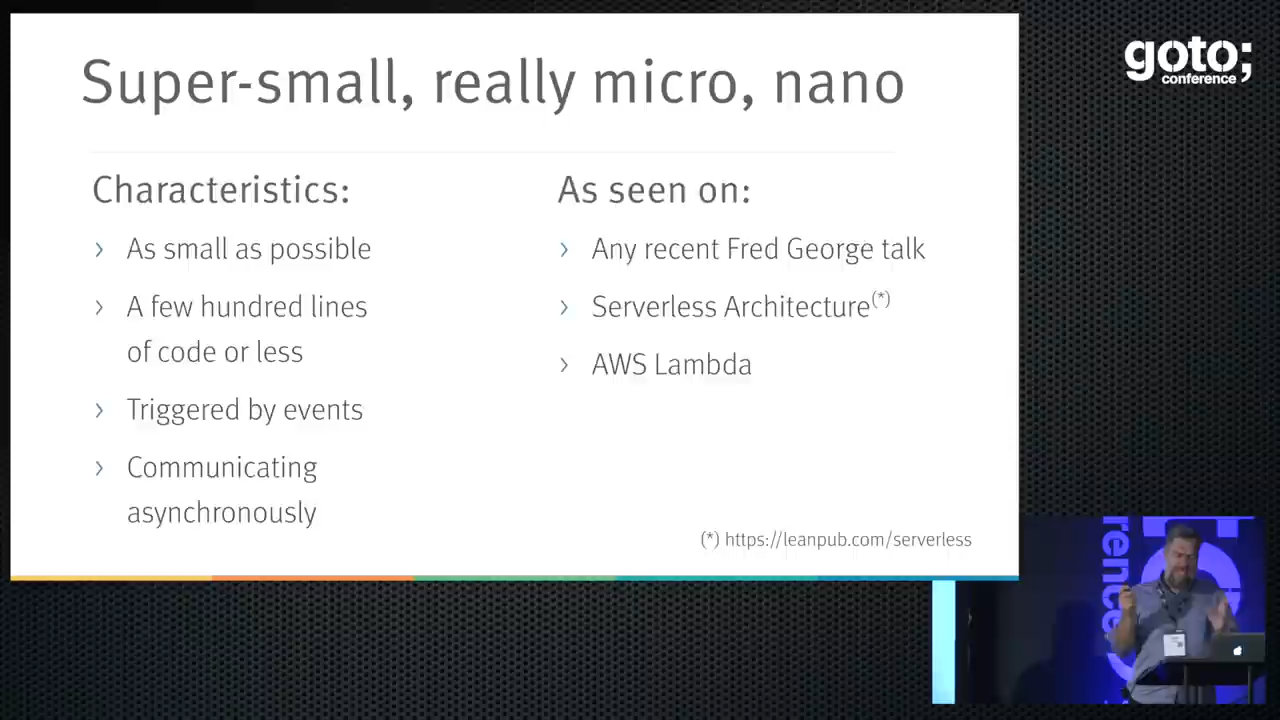 Super-small, really micro, nano
Characteristics:
› As small as possible
› A few hundred lines
of code or less
› Triggered by events
› Communicating
asynchronously
As seen on:
› Any recent Fred George talk
› Serverless Architecture(*)
› AWS Lambda
(*) https://leanpub.com/serverless
goto;
conference